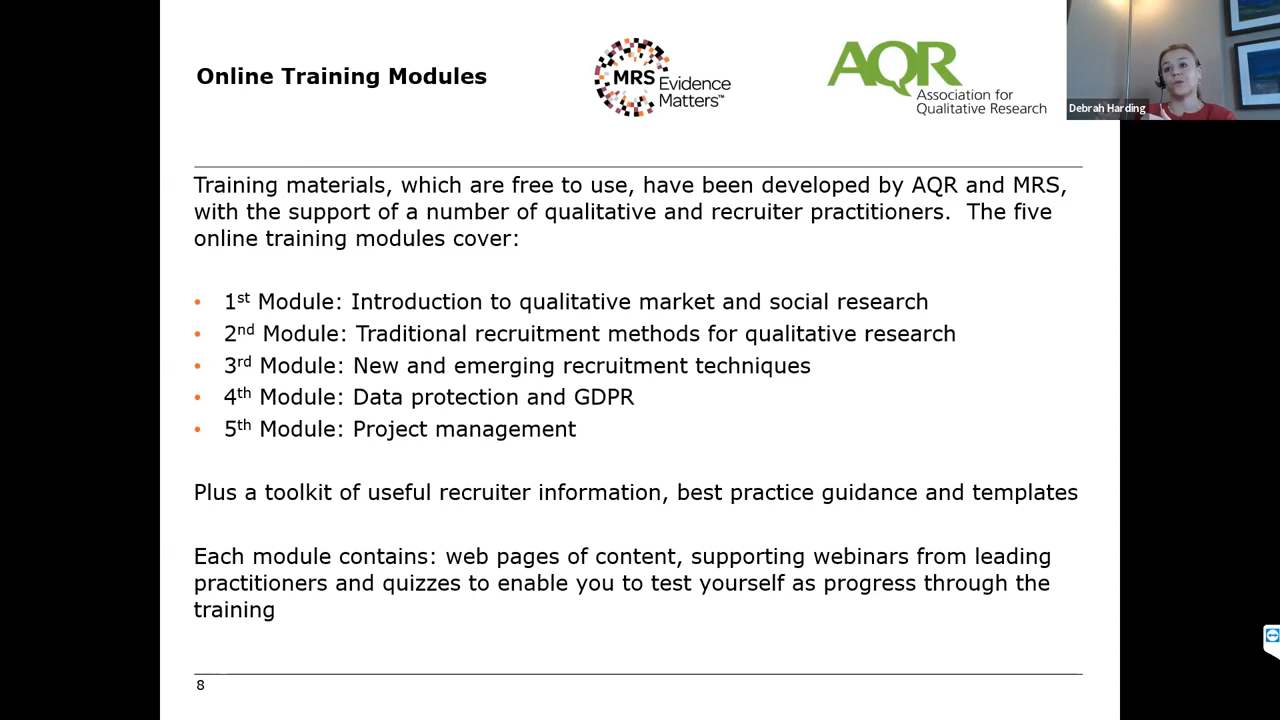 Online Training Modules
MRS Evidence
Matters™
AQR
Association for
Qualitative Research
Debrah Harding
Training materials, which are free to use, have been developed by AQR and MRS,
with the support of a number of qualitative and recruiter practitioners. The five
online training modules cover:
• 1st Module: Introduction to qualitative market and social research
• 2nd Module: Traditional recruitment methods for qualitative research
• 3rd Module: New and emerging recruitment techniques
• 4th Module: Data protection and GDPR
• 5th Module: Project management
Plus a toolkit of useful recruiter information, best practice guidance and templates
Each module contains: web pages of content, supporting webinars from leading
practitioners and quizzes to enable you to test yourself as progress through the
training
8